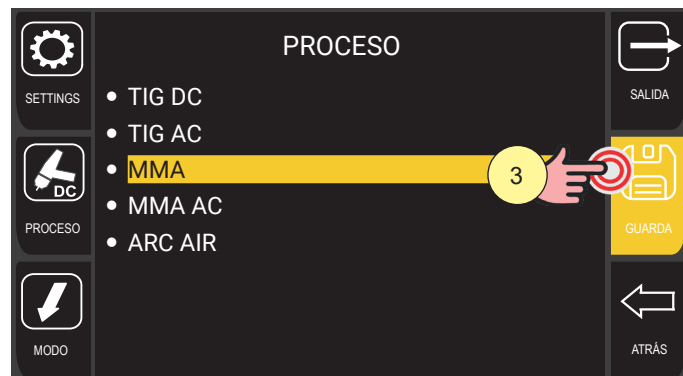 PROCESO
SETTINGS
PROCESO
DC
MODO
• TIG DC
• TIG AC
• MMA
• MMA AC
• ARC AIR
3
SALIDA
GUARDA
ATRÁS